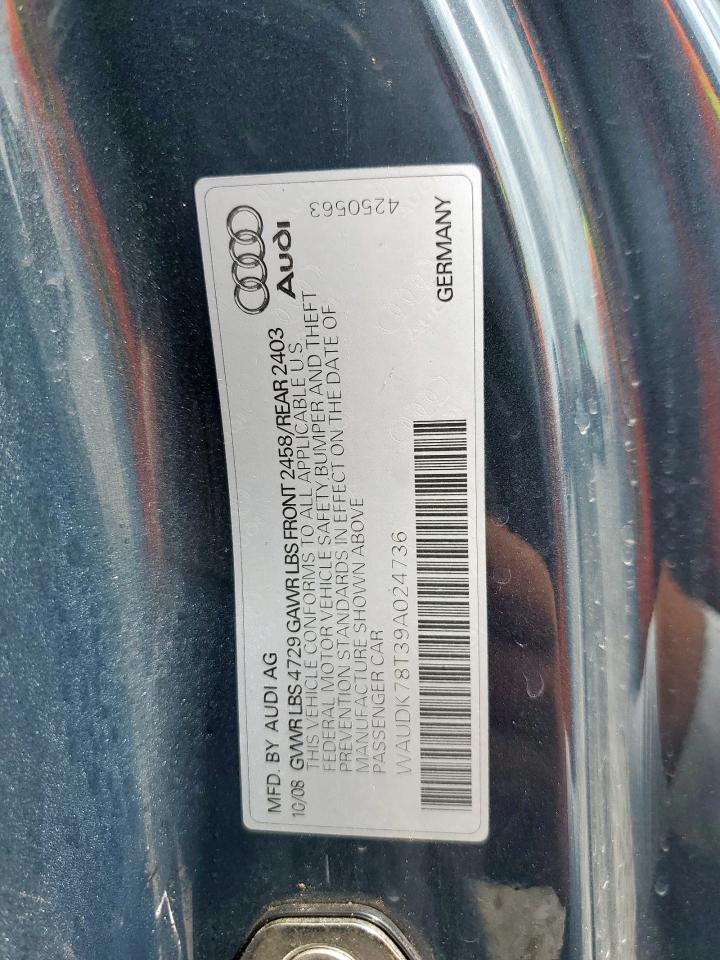 MFD. BY AUDI AG
Audi
10/08 GVWR LBS 4729 GAWR LBS FRONT 2458/REAR 2403
THIS VEHICLE CONFORMS TO ALL APPLICABLE U.S
FEDERAL MOTOR VEHICLE SAFETY BUMPER AND THEFT
PREVENTION STANDARDS IN EFFECT ON THE DATE OF
MANUFACTURE SHOWN ABOVE
PASSENGER CAR
4250563
WAUDK78T39A024736
GERMANY